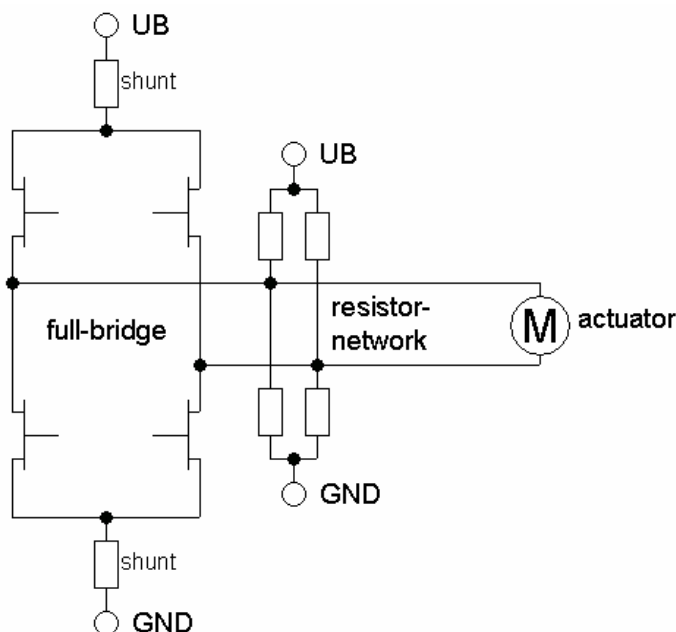 UB
shunt
UB
full-bridge
resistor-
network
M
actuator
GND
shunt
GND